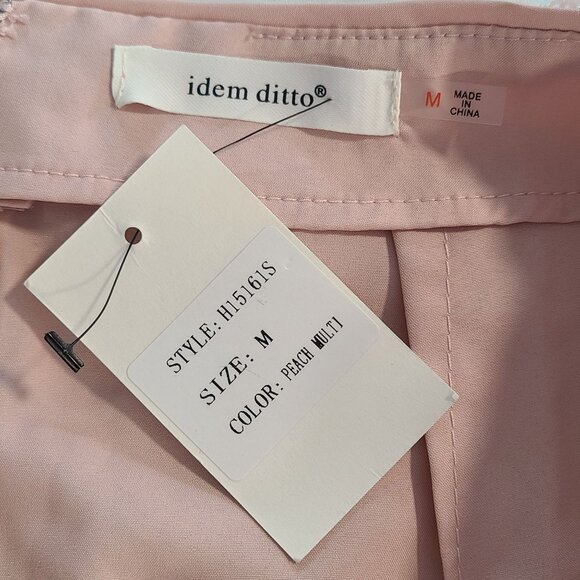 idem ditto®
M
MADE
IN
CHINA
STYLE: H15161S
SIZE: M
COLOR: PEACH MULTI